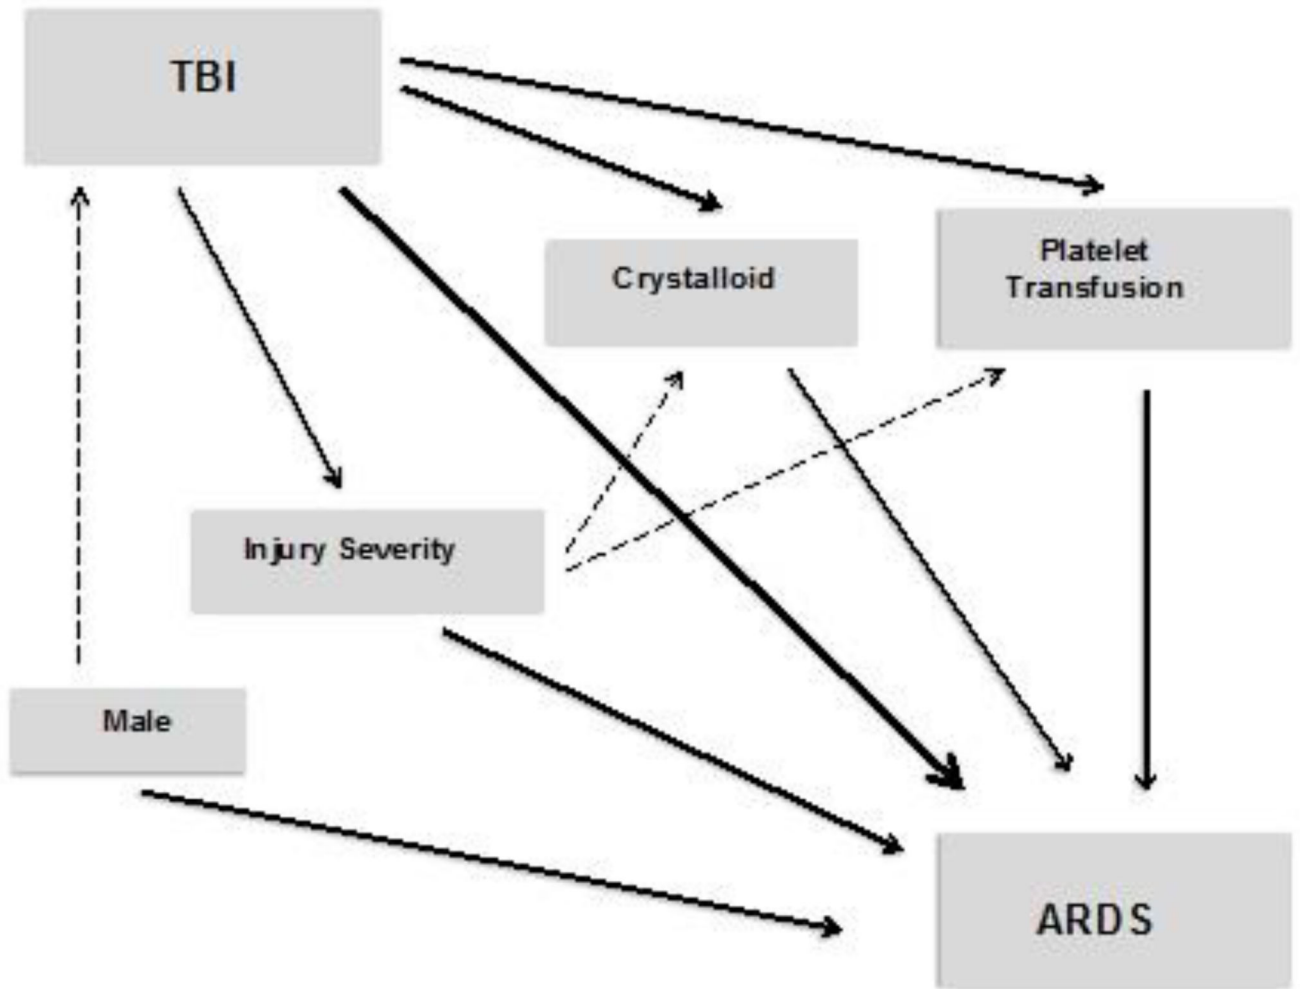 TBI
Crystalloid
Platelet
Transfusion
Injury Severity
Male
ARDS